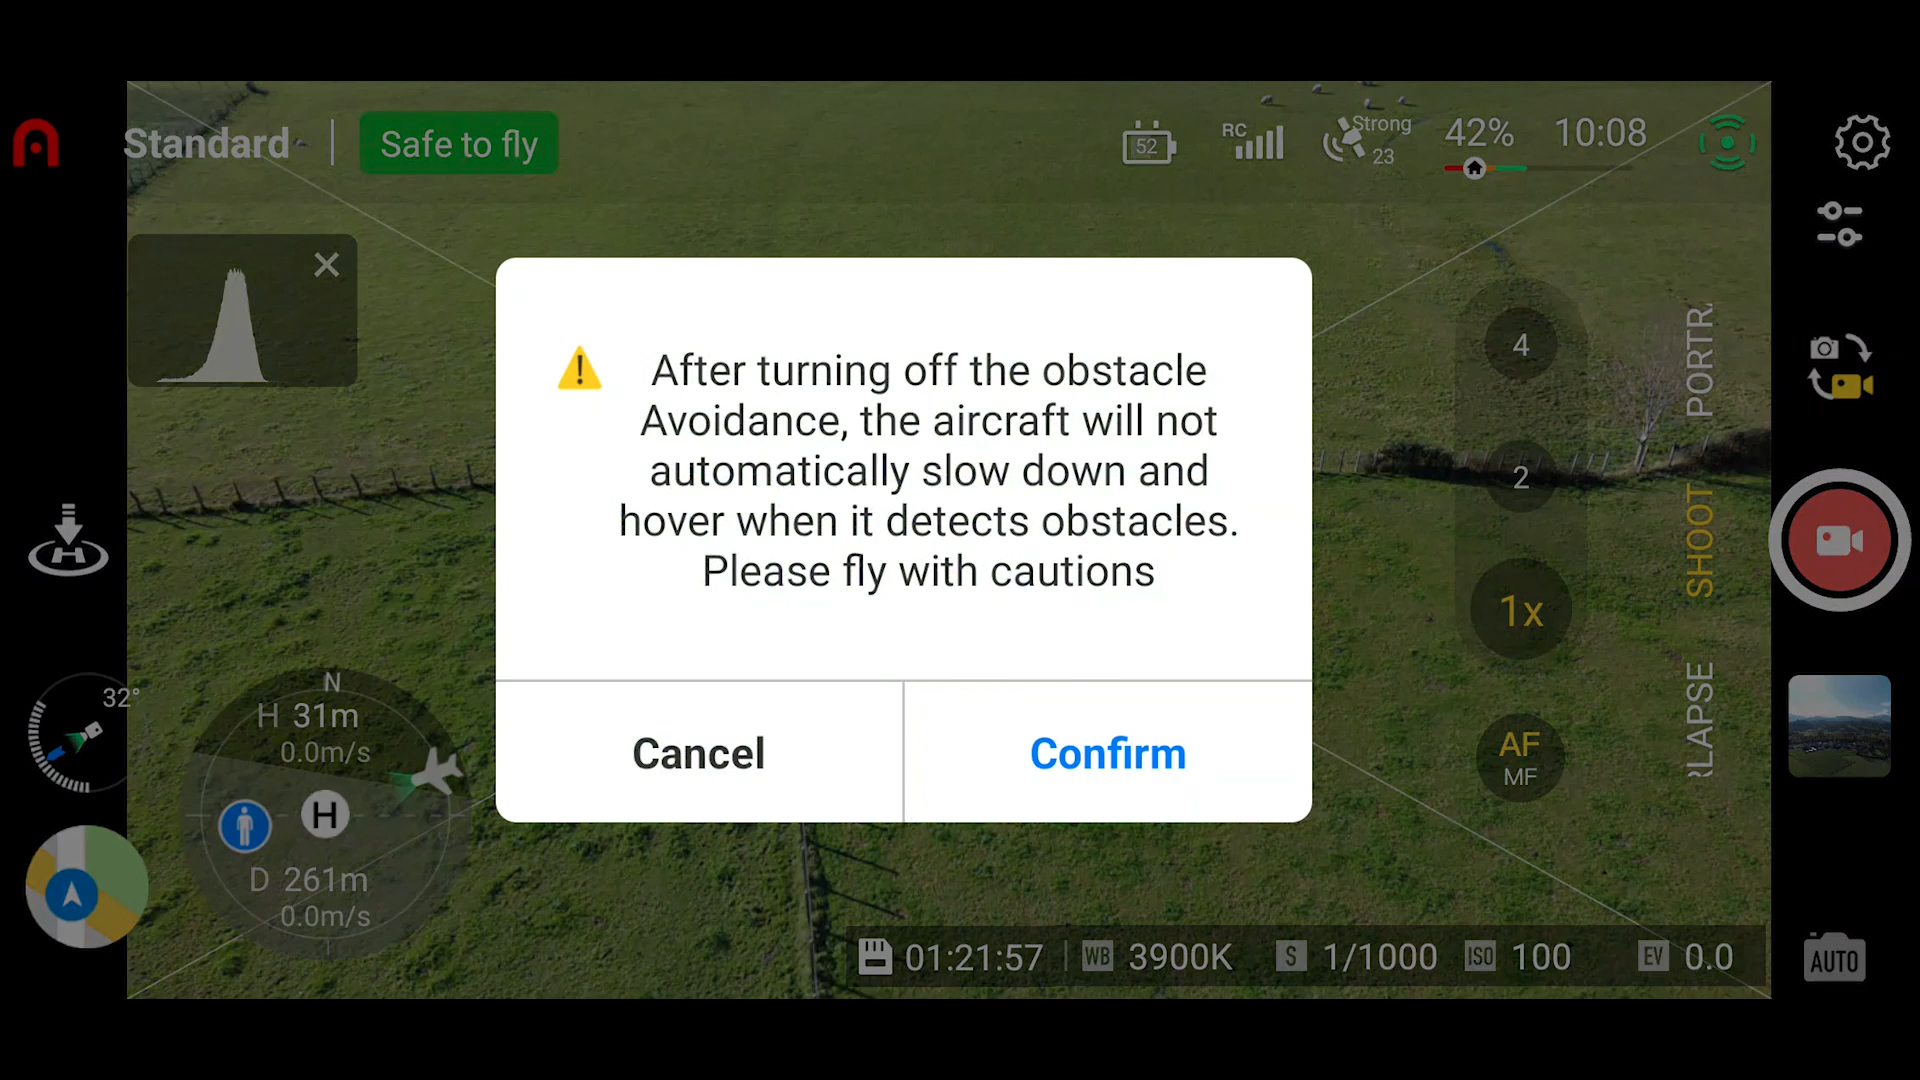 Standard
Safe to fly
52
RC
Strong
23
42%
10:08
After turning off the obstacle
Avoidance, the aircraft will not
automatically slow down and
hover when it detects obstacles.
Please fly with cautions
Cancel
Confirm
4
2
1x
AF
MF
PORTR
SHOOT
LAPSE
32°
N
H 31m
0.0m/s
H
D 261m
0.0m/s
H
01:21:57
WB 3900K
S 1/1000
ISO 100
EV 0.0
AUTO